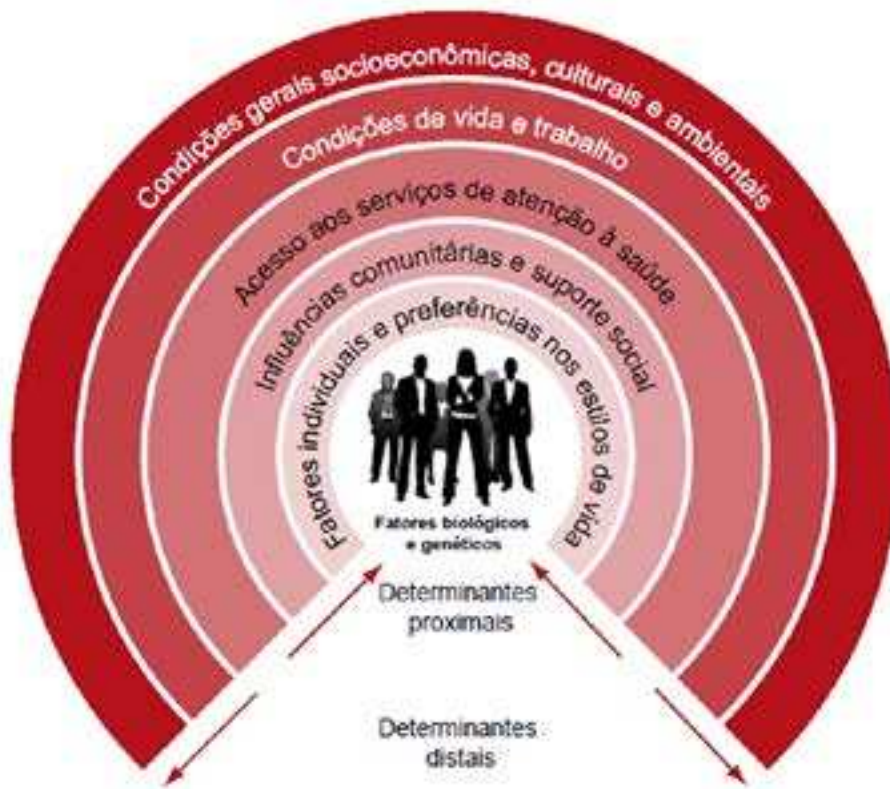 Condições gerais socioeconômicas, culturais e ambientais
Condições de vida e trabalho
Acesso aos serviços de atenção à saúde
Influências comunitárias e suporte social
Fatores individuais e preferências nos estilos de vida
Fatores biológicos
e genéticos
Determinantes
proximais
Determinantes
distais